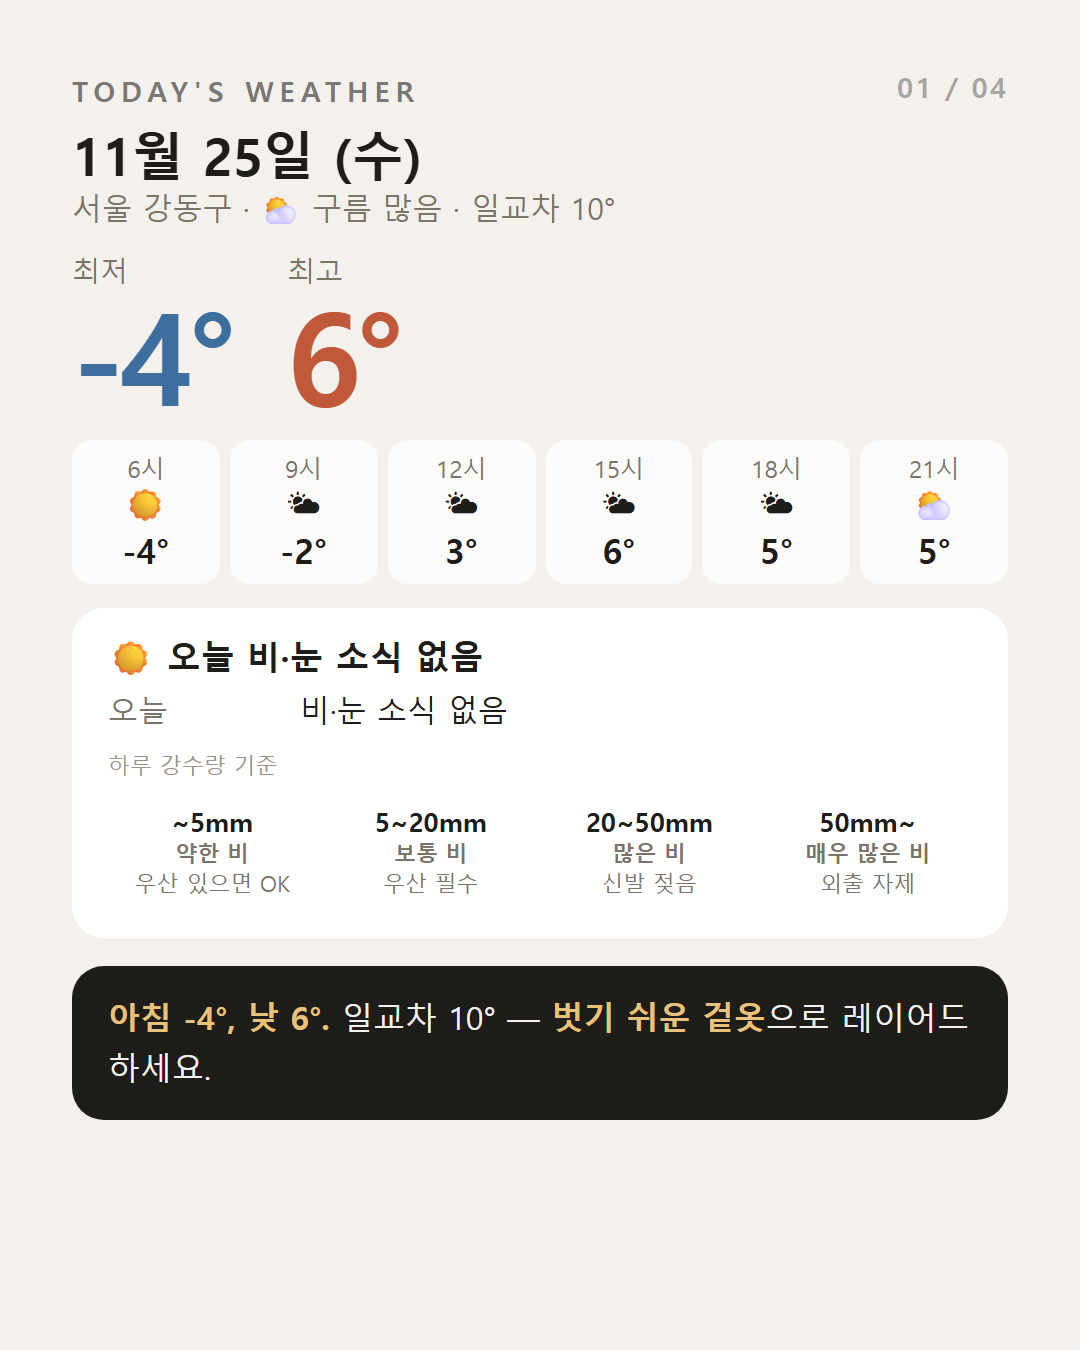 TODAY'S WEATHER
01 / 04
11월 25일 (수)
서울 강동구 · 구름 많음 · 일교차 10°
최저 최고
-4° 6°
6시 9시 12시 15시 18시 21시
-4° -2° 3° 6° 5° 5°
오늘 비·눈 소식 없음
오늘 비·눈 소식 없음
하루 강수량 기준
~5mm 5~20mm 20~50mm 50mm~
약한 비 보통 비 많은 비 매우 많은 비
우산 있으면 OK 우산 필수 신발 젖음 외출 자제
아침 -4°, 낮 6°. 일교차 10° — 벗기 쉬운 겉옷으로 레이어드
하세요.